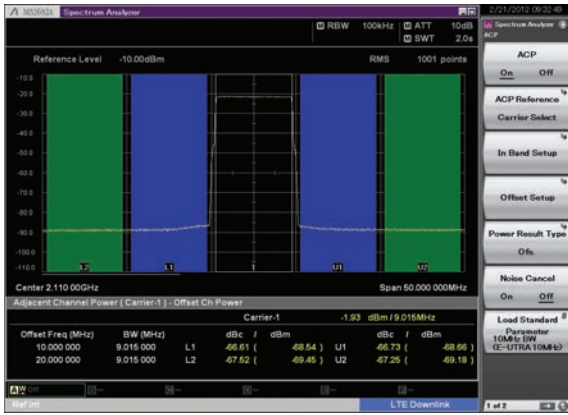 MS2692A Spectrum Analyzer
2/21/2012 09:32:49
RBW 100kHz ATT 10dB
SWT 2.0s
Spectrum Analyzer
ACP
Reference Level -10.00dBm RMS 1001 points
ACP
On Off
ACP Reference
Carrier Select
In Band Setup
Offset Setup
Power Result Type
Ofs.
Noise Cancel
On Off
Load Standard
Parameter
10MHz BW
(E-UTRA 10MHz)
1 of 2
-10.0
-20.0
-30.0
-40.0
-50.0
-60.0
-70.0
-80.0
-90.0
-100.0
-110.0
L2 L1 1 U1 U2
Center 2.110 00GHz Span 50.000 000MHz
Adjacent Channel Power ( Carrier-1 ) - Offset Ch Power
Carrier-1 -1.93 dBm / 9.015MHz
Offset Freq (MHz) BW (MHz) dBc / dBm dBc / dBm
10.000 000 9.015 000 L1 -66.61 ( -68.54 ) U1 -66.73 ( -68.66 )
20.000 000 9.015 000 L2 -67.52 ( -69.45 ) U2 -67.25 ( -69.18 )
Ref.Int LTE Downlink